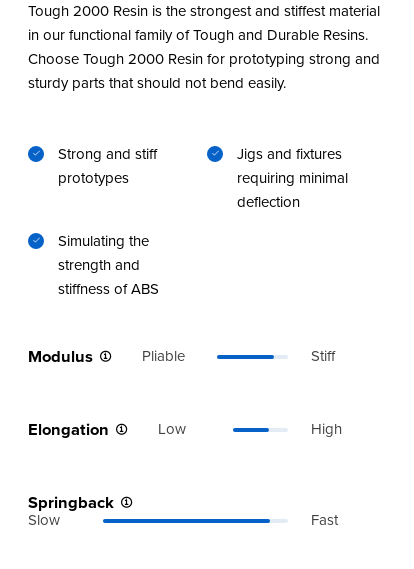 Tough 2000 Resin is the strongest and stiffest material
in our functional family of Tough and Durable Resins.
Choose Tough 2000 Resin for prototyping strong and
sturdy parts that should not bend easily.
Strong and stiff
prototypes
Jigs and fixtures
requiring minimal
deflection
Simulating the
strength and
stiffness of ABS
Modulus Pliable Stiff
Elongation Low High
Springback
Slow Fast